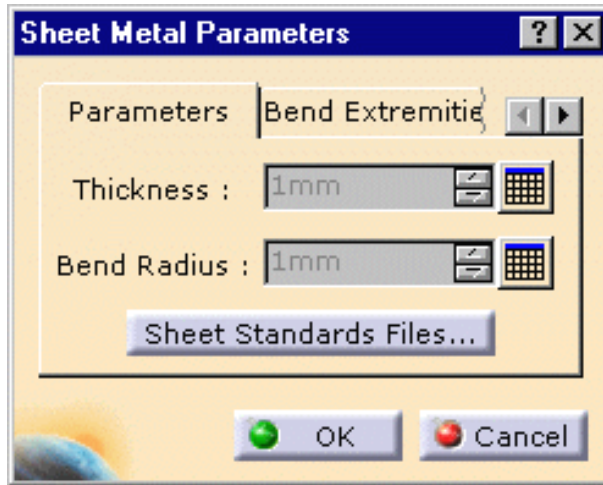 Sheet Metal Parameters
Parameters Bend Extremitie
Thickness : 1mm
Bend Radius : 1mm
Sheet Standards Files...
OK Cancel